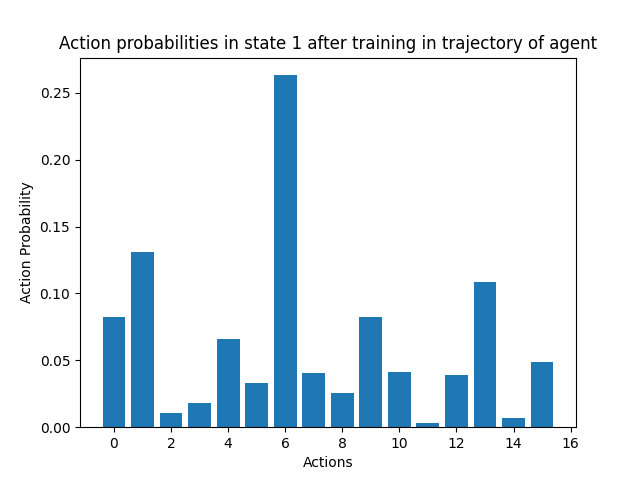 Action probabilities in state 1 after training in trajectory of agent
Action Probability
0.25
0.20
0.15
0.10
0.05
0.00
0 2 4 6 8 10 12 14 16
Actions